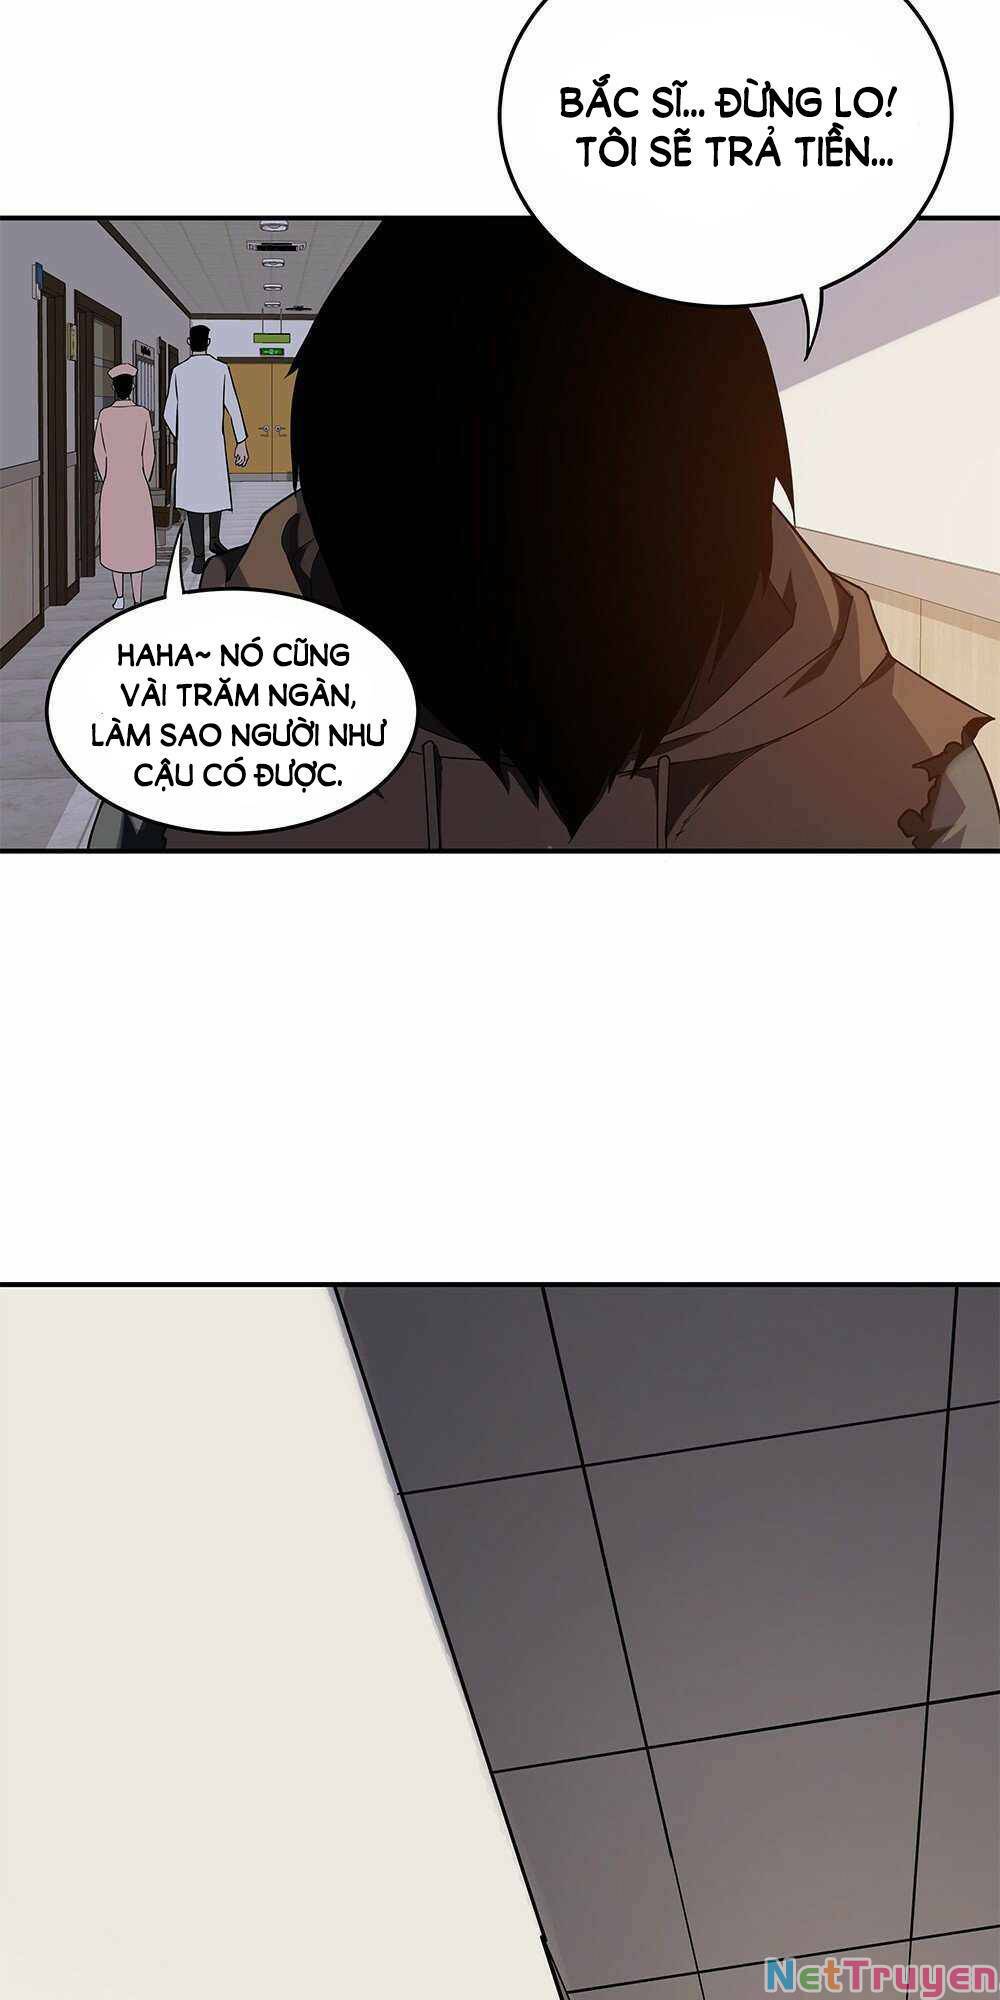 BẮC SĨ... ĐỪNG LO!
TÔI SẼ TRẢ TIỀN...
HAHA~ NÓ CŨNG
VÀI TRĂM NGÀN,
LÀM SAO NGƯỜI NHƯ
CẬU CÓ ĐƯỢC.
NetTruyen